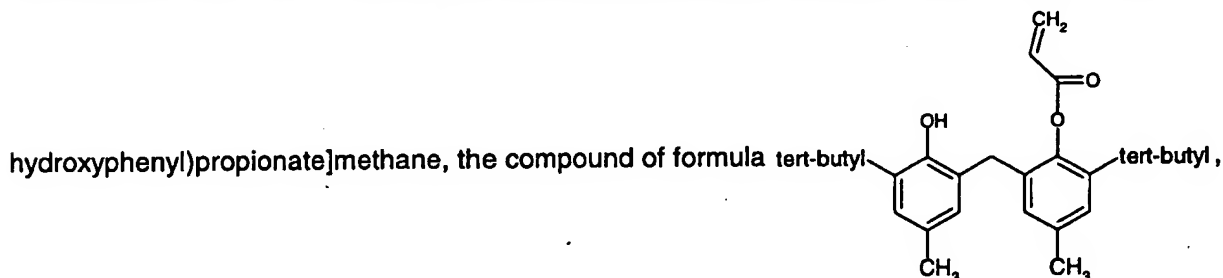 CH₂
O
OH
O
hydroxyphenyl)propionate]methane, the compound of formula tert-butyl tert-butyl ,
CH₃ CH₃